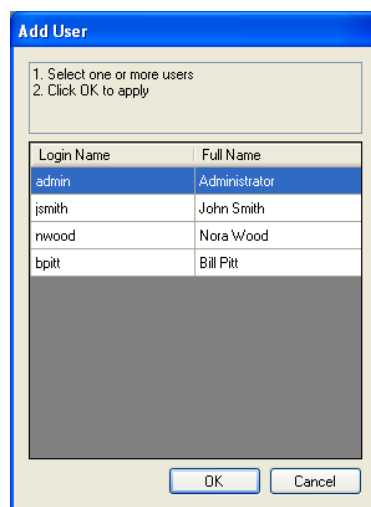 Add User
1. Select one or more users
2. Click OK to apply
Login Name Full Name
admin Administrator
jsmith John Smith
nwood Nora Wood
bpitt Bill Pitt
OK Cancel